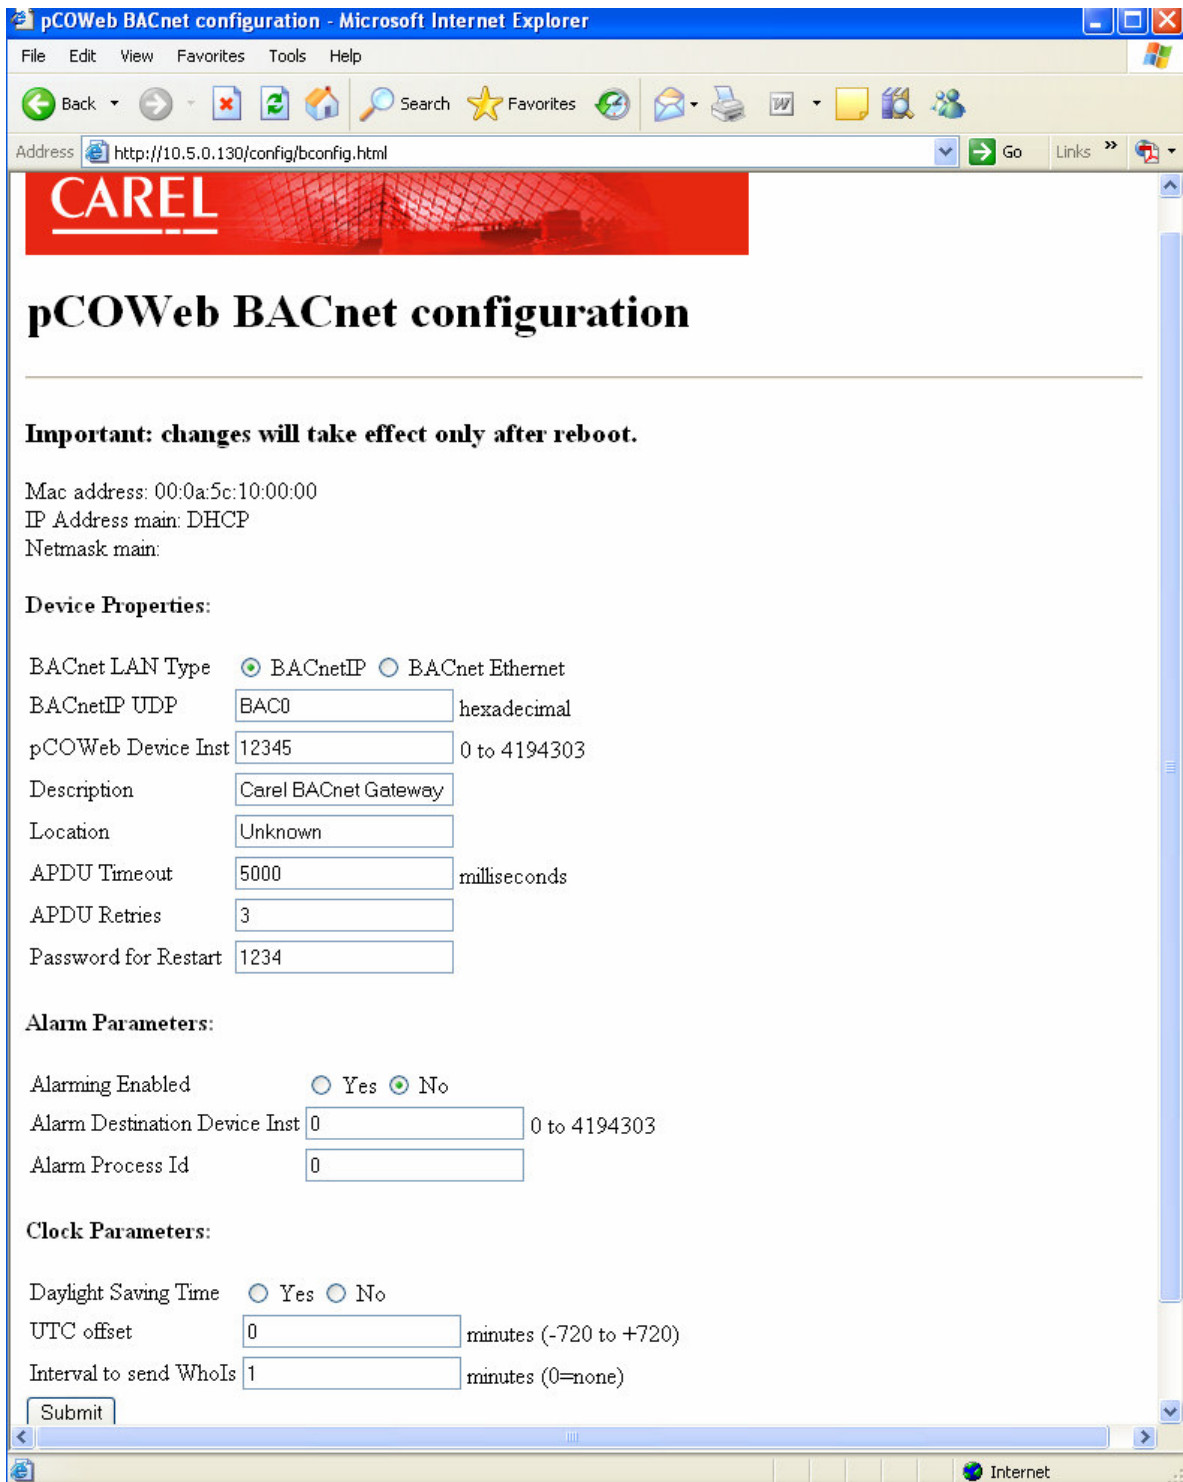 pCOWeb BACnet configuration - Microsoft Internet Explorer
File Edit View Favorites Tools Help
Back Search Favorites
Address http://10.5.0.130/config/bconfig.html Go Links »
CAREL
pCOWeb BACnet configuration
Important: changes will take effect only after reboot.
Mac address: 00:0a:5c:10:00:00
IP Address main: DHCP
Netmask main:
Device Properties:
BACnet LAN Type BACnetIP BACnet Ethernet
BACnetIP UDP BAC0 hexadecimal
pCOWeb Device Inst 12345 0 to 4194303
Description Carel BACnet Gateway
Location Unknown
APDU Timeout 5000 milliseconds
APDU Retries 3
Password for Restart 1234
Alarm Parameters:
Alarming Enabled Yes No
Alarm Destination Device Inst 0 0 to 4194303
Alarm Process Id 0
Clock Parameters:
Daylight Saving Time Yes No
UTC offset 0 minutes (-720 to +720)
Interval to send WhoIs 1 minutes (0=none)
Submit
Internet